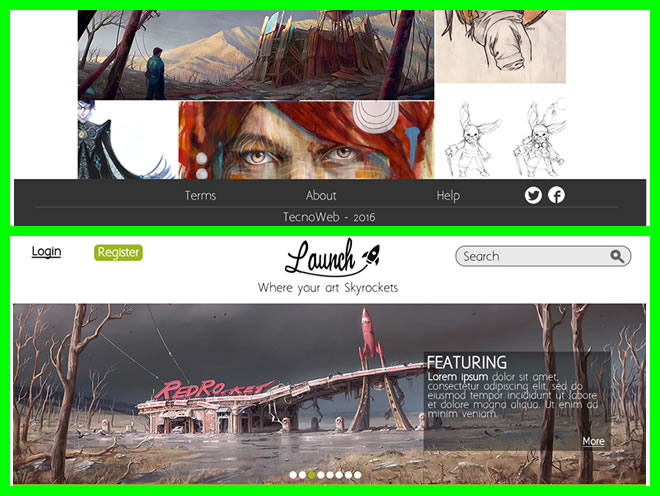 Terms About Help
TecnoWeb - 2016
Login Register Launch Search
Where your art Skyrockets
RED ROCKET
FEATURING
Lorem ipsum dolor sit amet,
consectetur adipiscing elit, sed do
eiusmod tempor incididunt ut labore
et dolore magna aliqua. Ut enim ad
minim veniam.
More